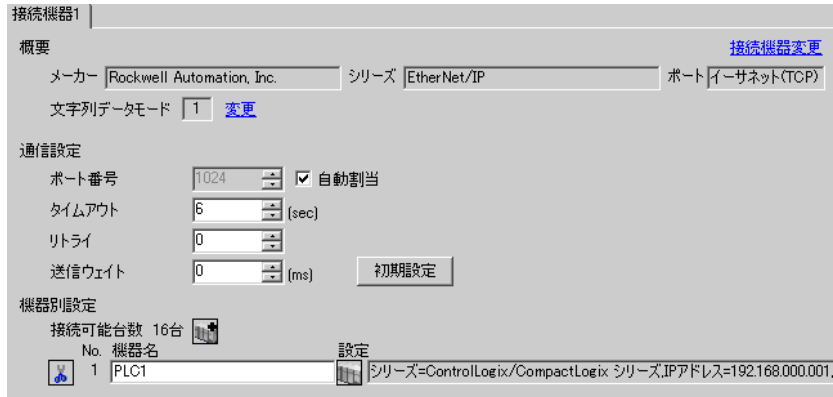 接続機器1
概要 接続機器変更
メーカー Rockwell Automation, Inc. シリーズ EtherNet/IP ポート イーサネット(TCP)
文字列データモード 1 変更
通信設定
ポート番号 1024 自動割当
タイムアウト 6 (sec)
リトライ 0
送信ウェイト 0 (ms) 初期設定
機器別設定
接続可能台数 16台
No. 機器名 設定
1 PLC1 シリーズ=ControlLogix/CompactLogix シリーズ,IPアドレス=192.168.000.001,